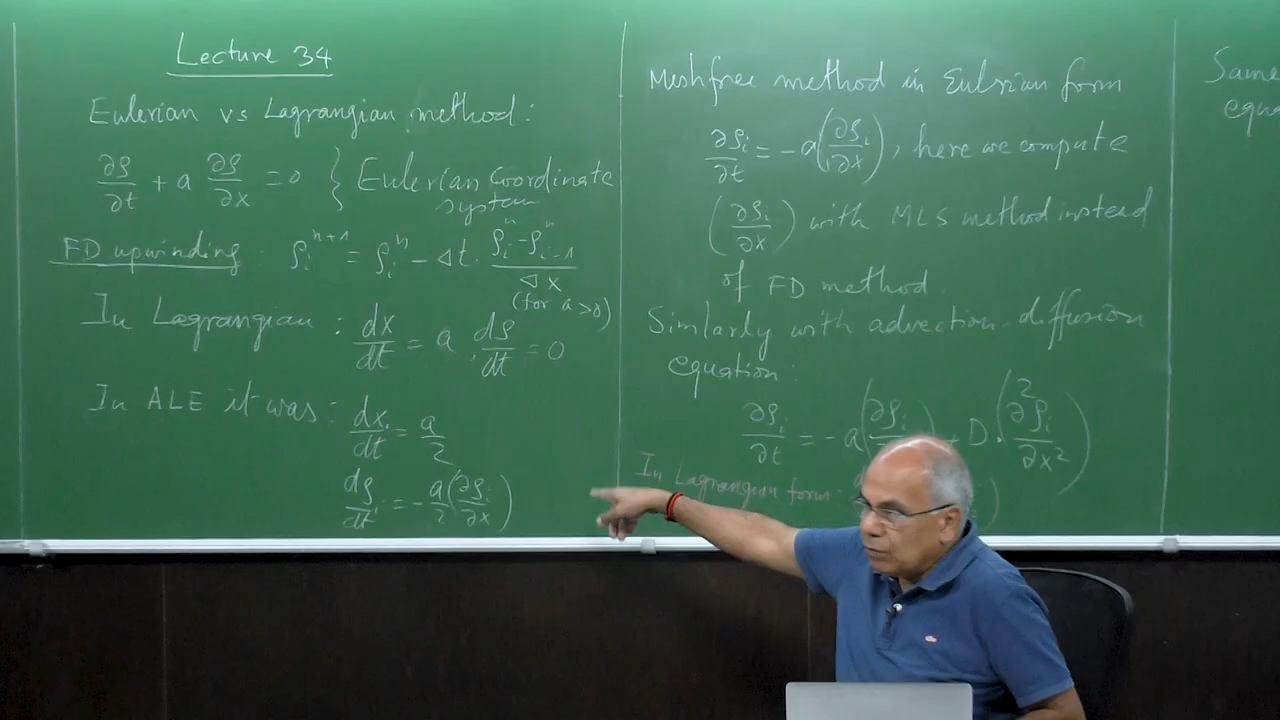 Lecture 34
Eulerian vs Lagrangian method:
∂ρ/∂t + a ∂ρ/∂x = 0 } Eulerian Coordinate
system
FD upwinding ρ_i^{n+1} = ρ_i^n − Δt · (ρ_i^n − ρ_{i-1}^n)/Δx
(for a>0)
In Lagrangian : dx/dt = a, dρ/dt = 0
In ALE it was : dx_i/dt = a/2
dρ_i/dt = −a/2 (∂ρ_i/∂x)
Meshfree method in Eulerian form
∂ρ_i/∂t = −a(∂ρ_i/∂x), here we compute
(∂ρ_i/∂x) with MLS method instead
of FD method.
Similarly with advection-diffusion
equation:
∂ρ_i/∂t = −a(∂ρ_i ) + D·(∂²ρ_i/∂x²)
In Lagrangian form:
Same
equa